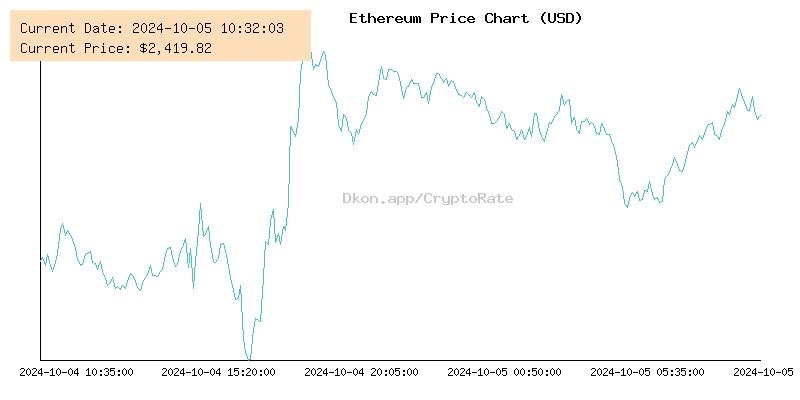 Ethereum Price Chart (USD)
Current Date: 2024-10-05 10:32:03
Current Price: $2,419.82
Dkon.app/CryptoRate
2024-10-04 10:35:00 2024-10-04 15:20:00 2024-10-04 20:05:00 2024-10-05 00:50:00 2024-10-05 05:35:00 2024-10-05